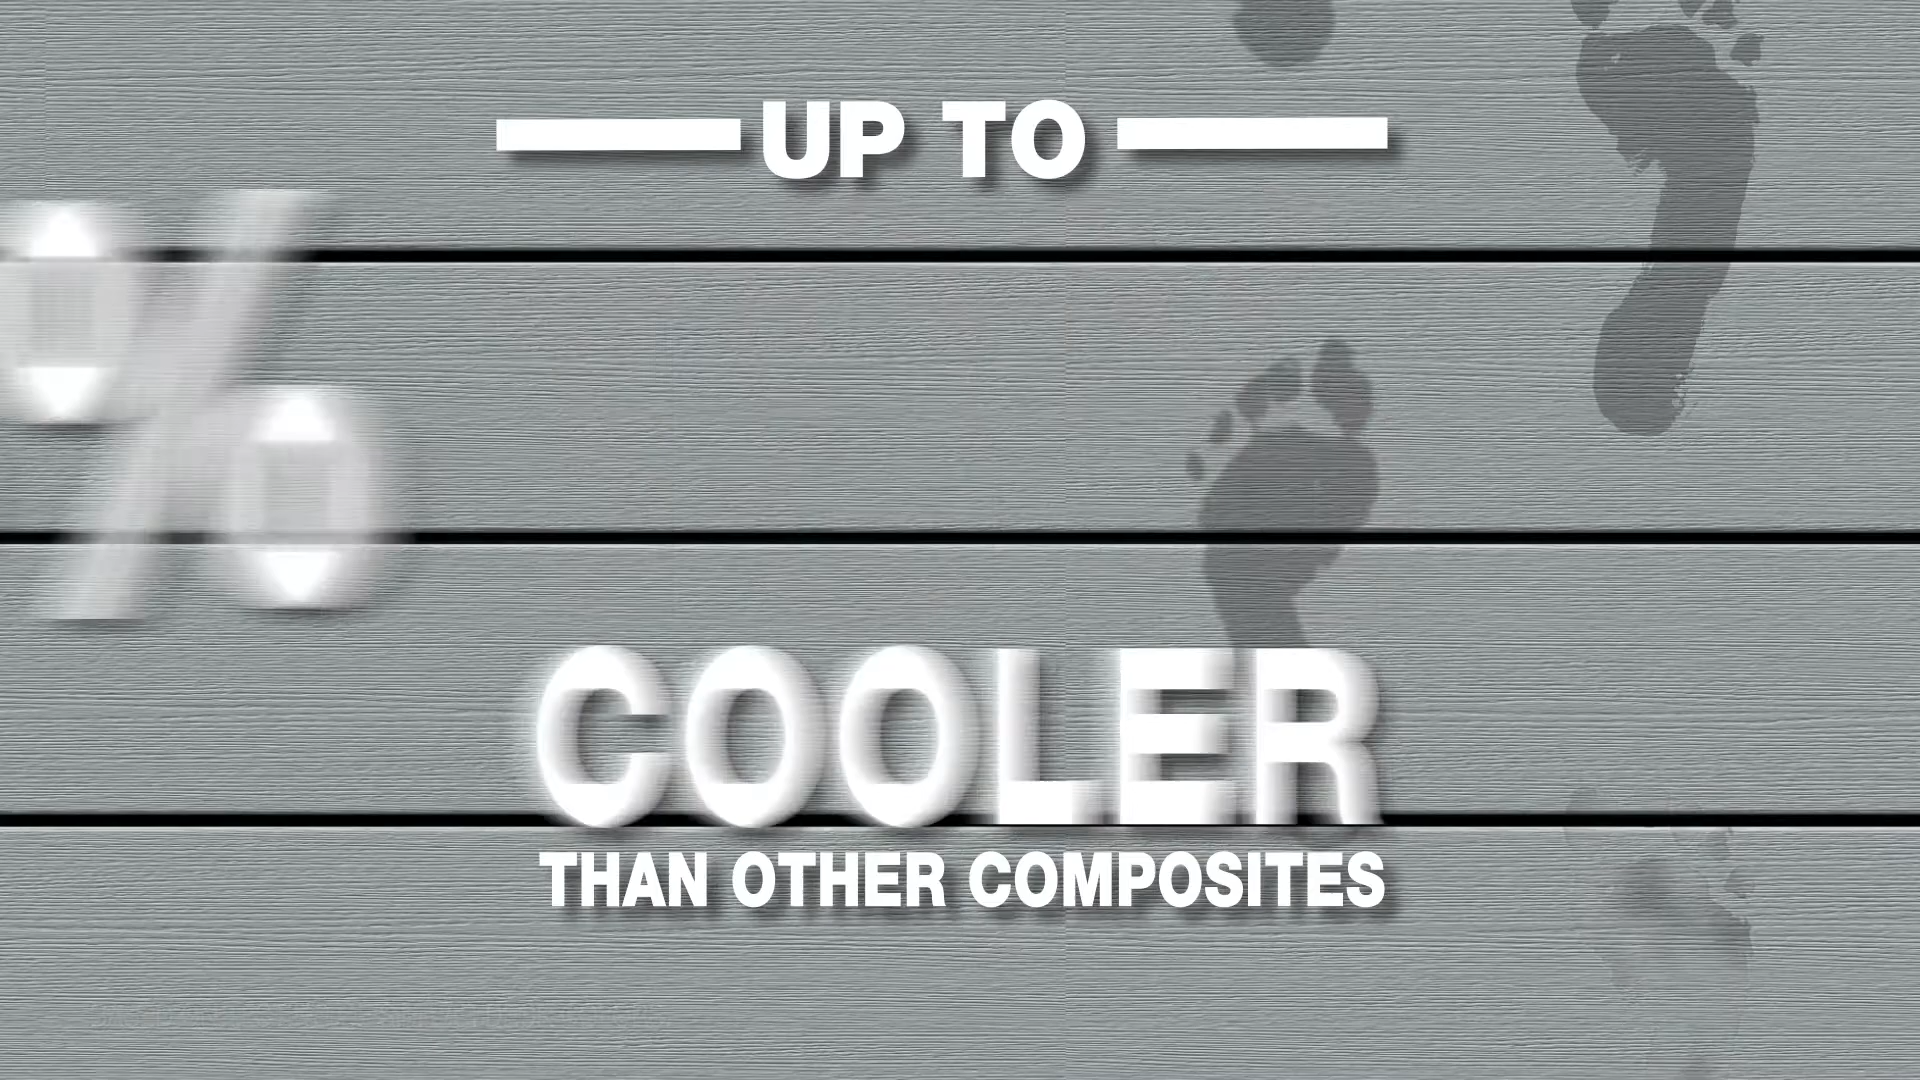 UP TO
%
COOLER
THAN OTHER COMPOSITES